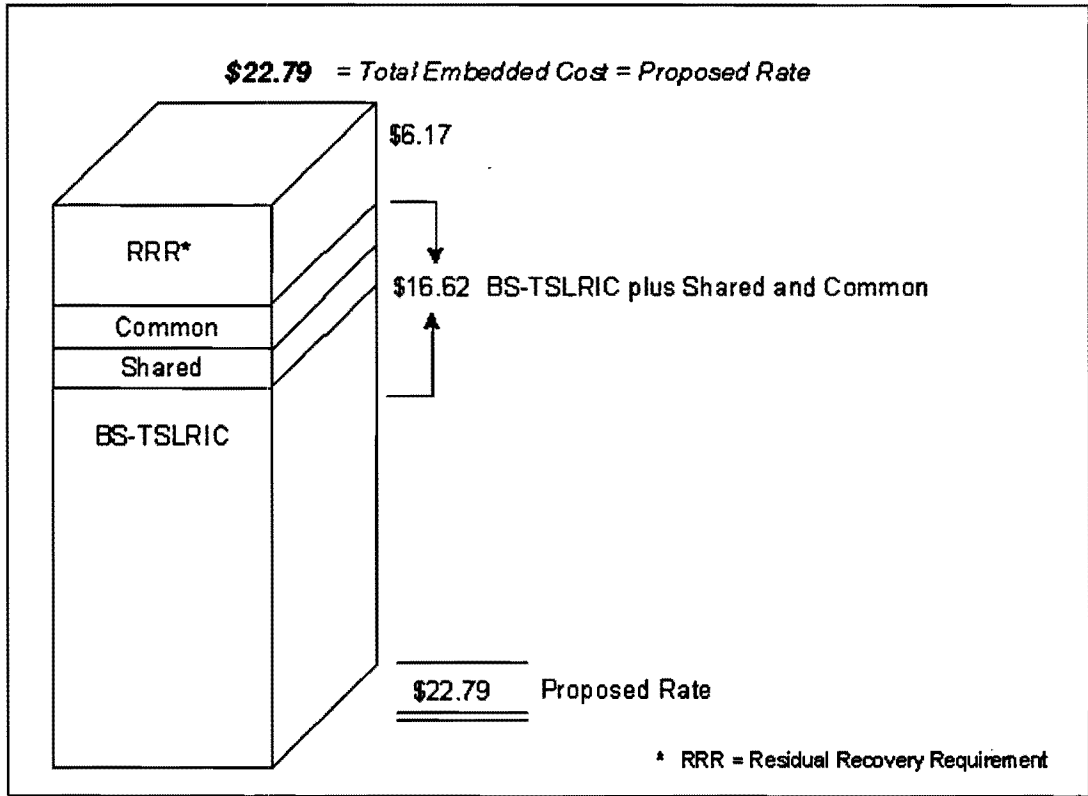 $22.79 = Total Embedded Cost = Proposed Rate
$6.17
RRR*
$16.62 BS-TSLRIC plus Shared and Common
Common
Shared
BS-TSLRIC
$22.79 Proposed Rate
* RRR = Residual Recovery Requirement